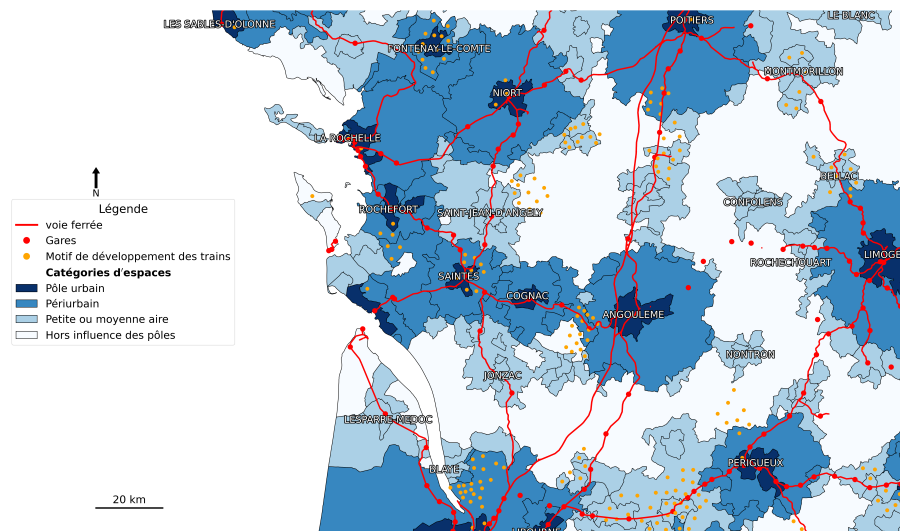 LES SABLES-D'OLONNE
POITIERS
LE BLANC
FONTENAY-LE-COMTE
MONTMORILLON
NIORT
LA ROCHELLE
BELLAC
CONFOLENS
ROCHEFORT
SAINT-JEAN-D'ANGELY
N
Légende
voie ferrée
Gares
Motif de développement des trains
Catégories d'espaces
Pôle urbain
Périurbain
Petite ou moyenne aire
Hors influence des pôles
ROCHECHOUART
LIMOGE
SAINTES
COGNAC
ANGOULEME
NONTRON
JONZAC
LESPARRE-MEDOC
BLAYE
PERIGUEUX
20 km